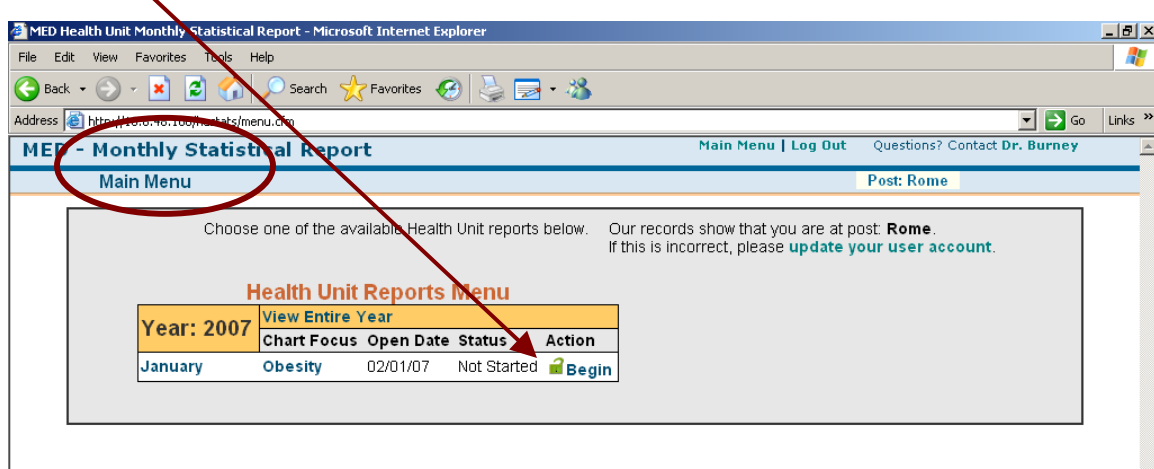 MED Health Unit Monthly Statistical Report - Microsoft Internet Explorer
File Edit View Favorites Tools Help
Back Search Favorites
Address Go Links »
MED - Monthly Statistical Report Main Menu | Log Out Questions? Contact Dr. Burney
Main Menu Post: Rome
Choose one of the available Health Unit reports below. Our records show that you are at post: Rome.
If this is incorrect, please update your user account.
Health Unit Reports Menu
Year: 2007 View Entire Year
Chart Focus Open Date Status Action
January Obesity 02/01/07 Not Started Begin